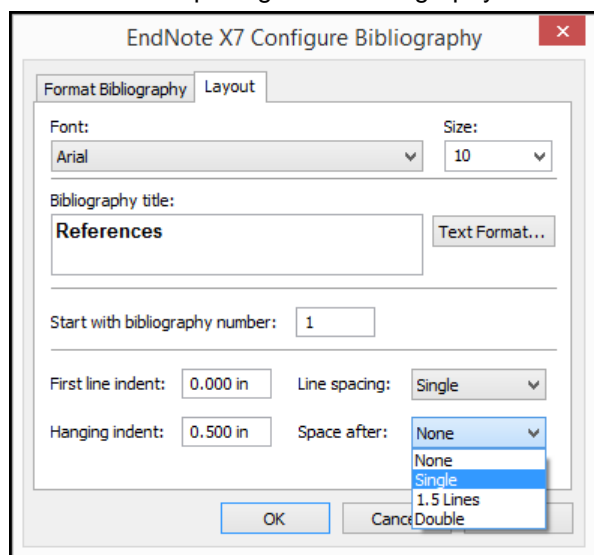 EndNote X7 Configure Bibliography
Format Bibliography Layout
Font: Size:
Arial 10
Bibliography title:
References
Text Format...
Start with bibliography number: 1
First line indent: 0.000 in Line spacing: Single
Hanging indent: 0.500 in Space after: None
None
Single
1.5 Lines
Double
OK